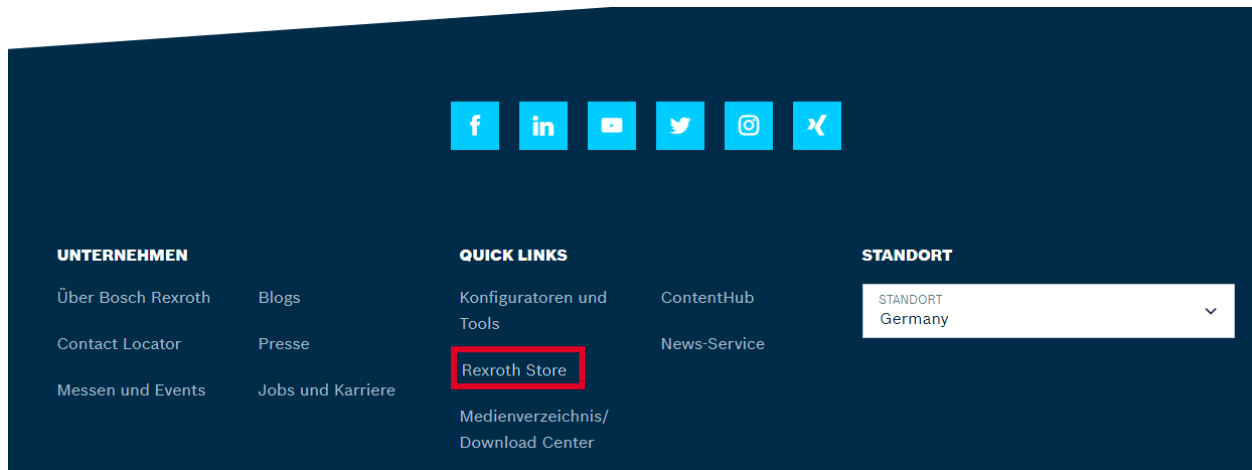 f in
UNTERNEHMEN
Über Bosch Rexroth
Contact Locator
Messen und Events
Blogs
Presse
Jobs und Karriere
QUICK LINKS
Konfiguratoren und
Tools
Rexroth Store
Medienverzeichnis/
Download Center
ContentHub
News-Service
STANDORT
STANDORT
Germany